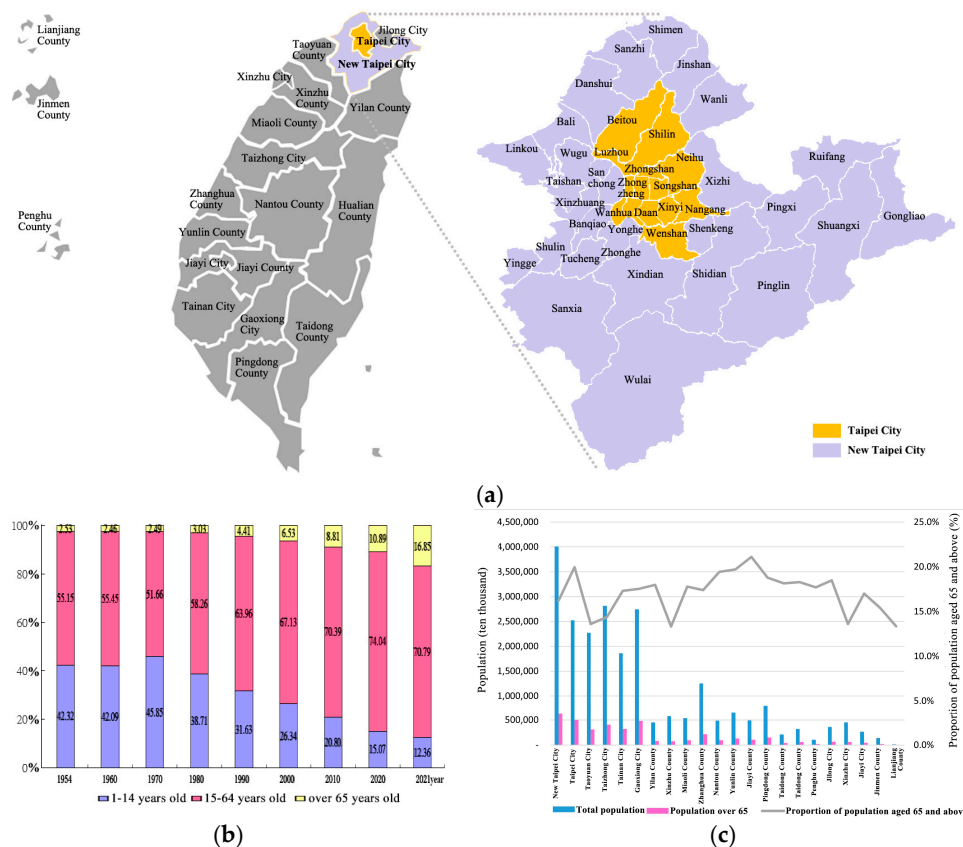 Lianjiang
County
Jinmen
County
Penghu
County
Jilong City
Taipei City
Taoyuan
County
New Taipei City
Xinzhu City
Xinzhu
County
Yilan County
Miaoli County
Taizhong City
Zhanghua
County
Nantou County
Hualian
County
Yunlin County
Jiayi City
Jiayi County
Tainan City
Gaoxiong
City
Taidong
County
Pingdong
County
Shimen
Sanzhi
Jinshan
Danshui
Wanli
Bali
Beitou
Shilin
Linkou
Wugu
Luzhou
Neihu
Ruifang
Taishan
San
chong
Zhongshan
Xizhi
Zhong
zheng
Songshan
Xinzhuang
Pingxi
Gongliao
Wanhua
Daan
Xinyi
Nangang
Shuangxi
Banqiao
Yonghe
Wenshan
Shenkeng
Shulin
Zhonghe
Yingge
Tucheng
Xindian
Shidian
Pinglin
Sanxia
Wulai
Taipei City
New Taipei City
(a)
100%
80%
60%
40%
20%
0%
2.53
2.46
2.49
3.03
4.41
6.53
8.81
10.89
16.85
55.15
55.45
51.66
58.26
63.96
67.13
70.39
74.04
70.79
42.32
42.09
45.85
38.71
31.63
26.34
20.80
15.07
12.36
1954
1960
1970
1980
1990
2000
2010
2020
2021year
1-14 years old
15-64 years old
over 65 years old
(b)
Population (ten thousand)
4,500,000
4,000,000
3,500,000
3,000,000
2,500,000
2,000,000
1,500,000
1,000,000
500,000
-
25.0%
20.0%
15.0%
10.0%
5.0%
0.0%
Proportion of population aged 65 and above (%)
New Taipei City
Taipei City
Taoyuan City
Taizhong City
Tainan City
Gaoxiong City
Yilan County
Xinzhu County
Miaoli County
Zhanghua County
Nantou County
Yunlin County
Jiayi County
Pingdong County
Taidong County
Taidong County
Penghu County
Jilong City
Xinzhu City
Jiayi City
Jinmen County
Lianjiang
County
Total population
Population over 65
Proportion of population aged 65 and abov
(c)